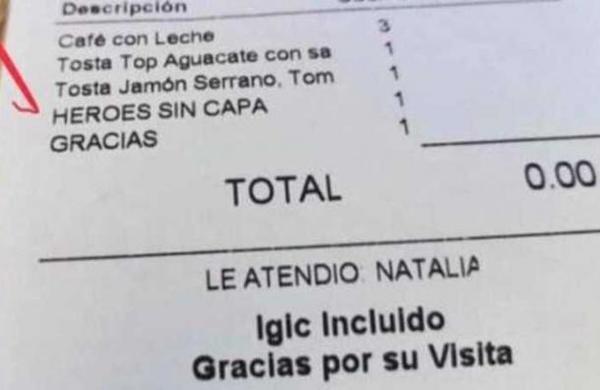 Descripción
Café con Leche 3
Tosta Top Aguacate con sa 1
Tosta Jamón Serrano, Tom 1
HEROES SIN CAPA 1
GRACIAS 1
TOTAL 0.00
LE ATENDIO: NATALIA
Igic Incluido
Gracias por su Visita